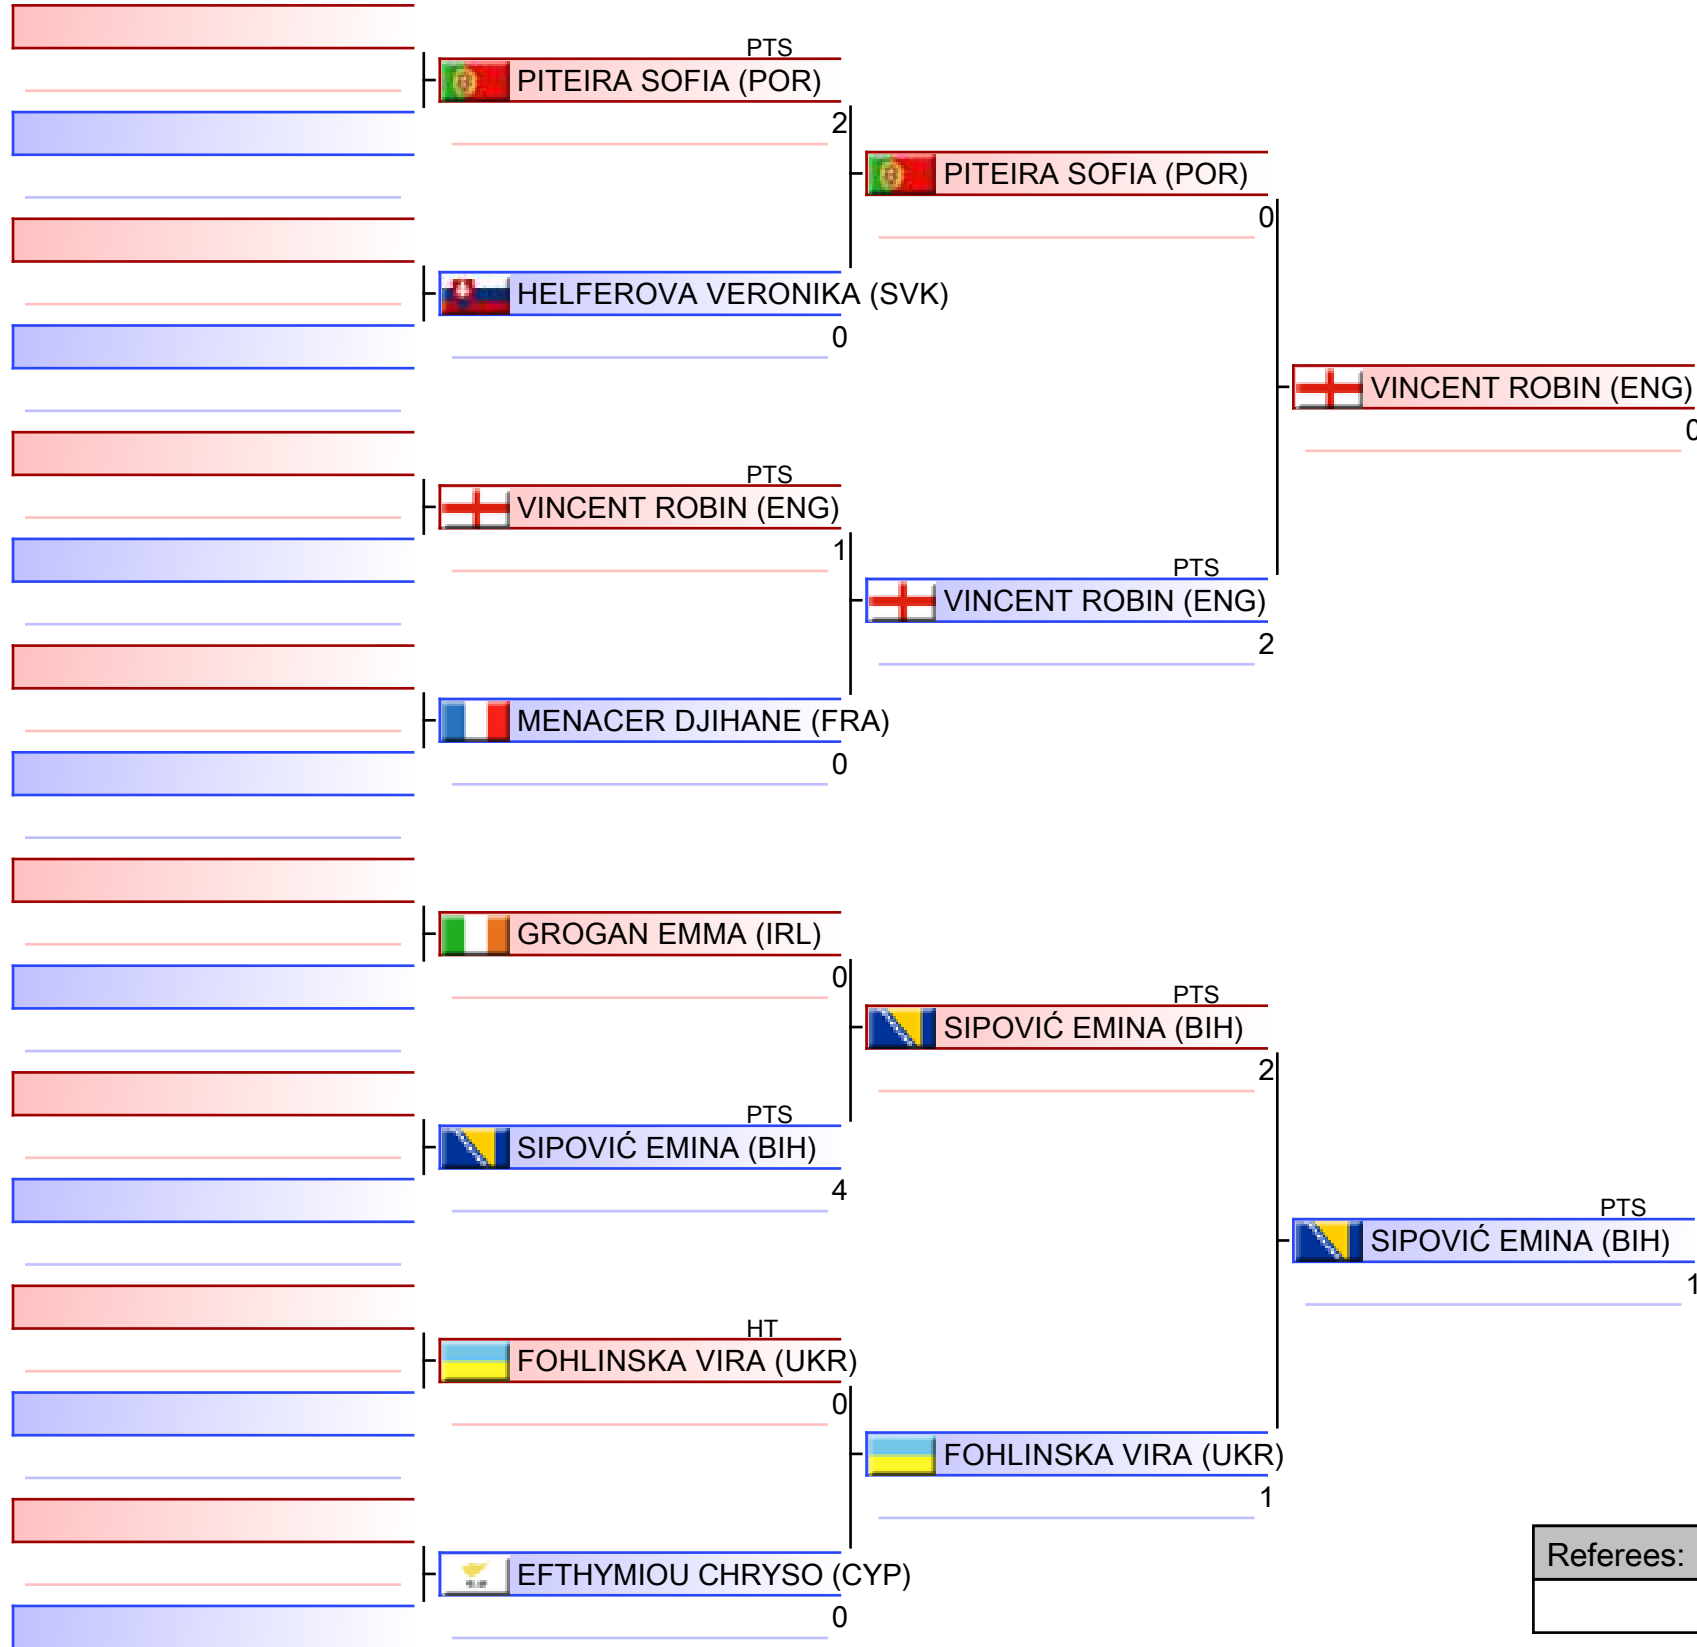 PTS
PITEIRA SOFIA (POR)
2
PITEIRA SOFIA (POR)
0
HELFEROVA VERONIKA (SVK)
0
VINCENT ROBIN (ENG)
0
PTS
VINCENT ROBIN (ENG)
1
PTS
VINCENT ROBIN (ENG)
2
MENACER DJIHANE (FRA)
0
GROGAN EMMA (IRL)
0
PTS
SIPOVIĆ EMINA (BIH)
2
PTS
SIPOVIĆ EMINA (BIH)
4
PTS
SIPOVIĆ EMINA (BIH)
1
HT
FOHLINSKA VIRA (UKR)
0
FOHLINSKA VIRA (UKR)
1
EFTHYMIOU CHRYSO (CYP)
0
Referees: